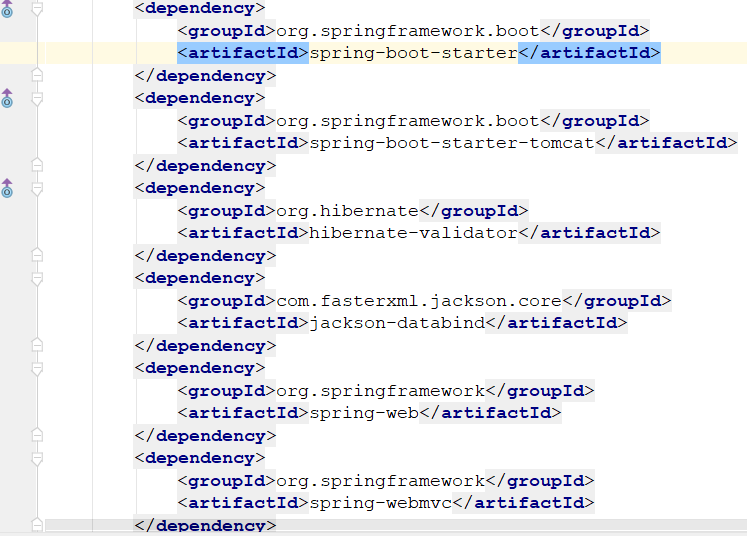 <dependency>
<groupId>org.springframework.boot</groupId>
<artifactId>spring-boot-starter</artifactId>
</dependency>
<dependency>
<groupId>org.springframework.boot</groupId>
<artifactId>spring-boot-starter-tomcat</artifactId>
</dependency>
<dependency>
<groupId>org.hibernate</groupId>
<artifactId>hibernate-validator</artifactId>
</dependency>
<dependency>
<groupId>com.fasterxml.jackson.core</groupId>
<artifactId>jackson-databind</artifactId>
</dependency>
<dependency>
<groupId>org.springframework</groupId>
<artifactId>spring-web</artifactId>
</dependency>
<dependency>
<groupId>org.springframework</groupId>
<artifactId>spring-webmvc</artifactId>
</dependency>